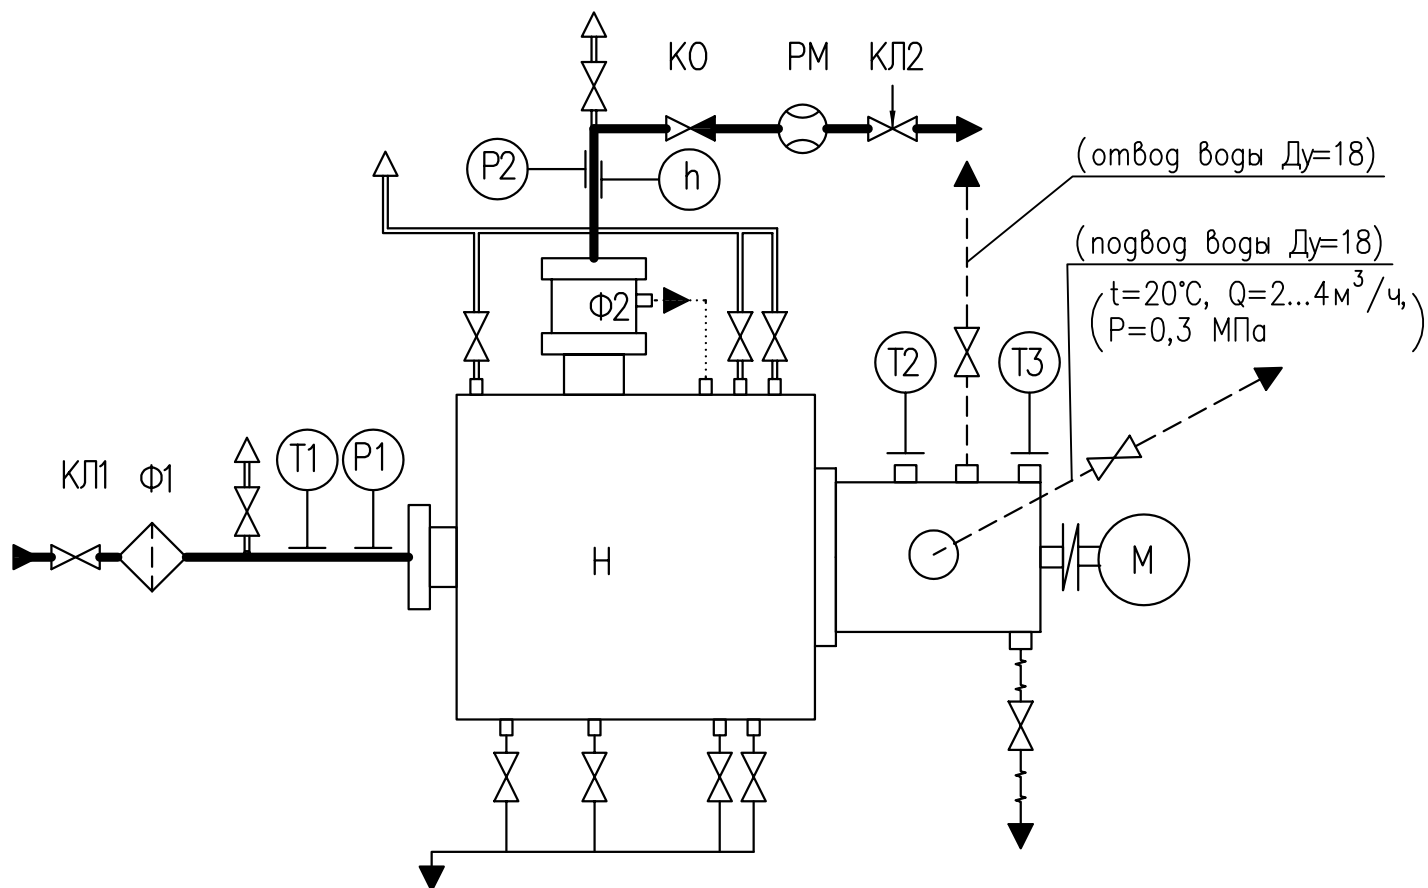 КО
РМ
КЛ2
Р2
h
(отвод воды Ду=18)
(подвод воды Ду=18)
(t=20°С, Q=2...4м³/ч,
Р=0,3 МПа)
Ф2
Т2
Т3
КЛ1
Ф1
Т1
Р1
Н
М